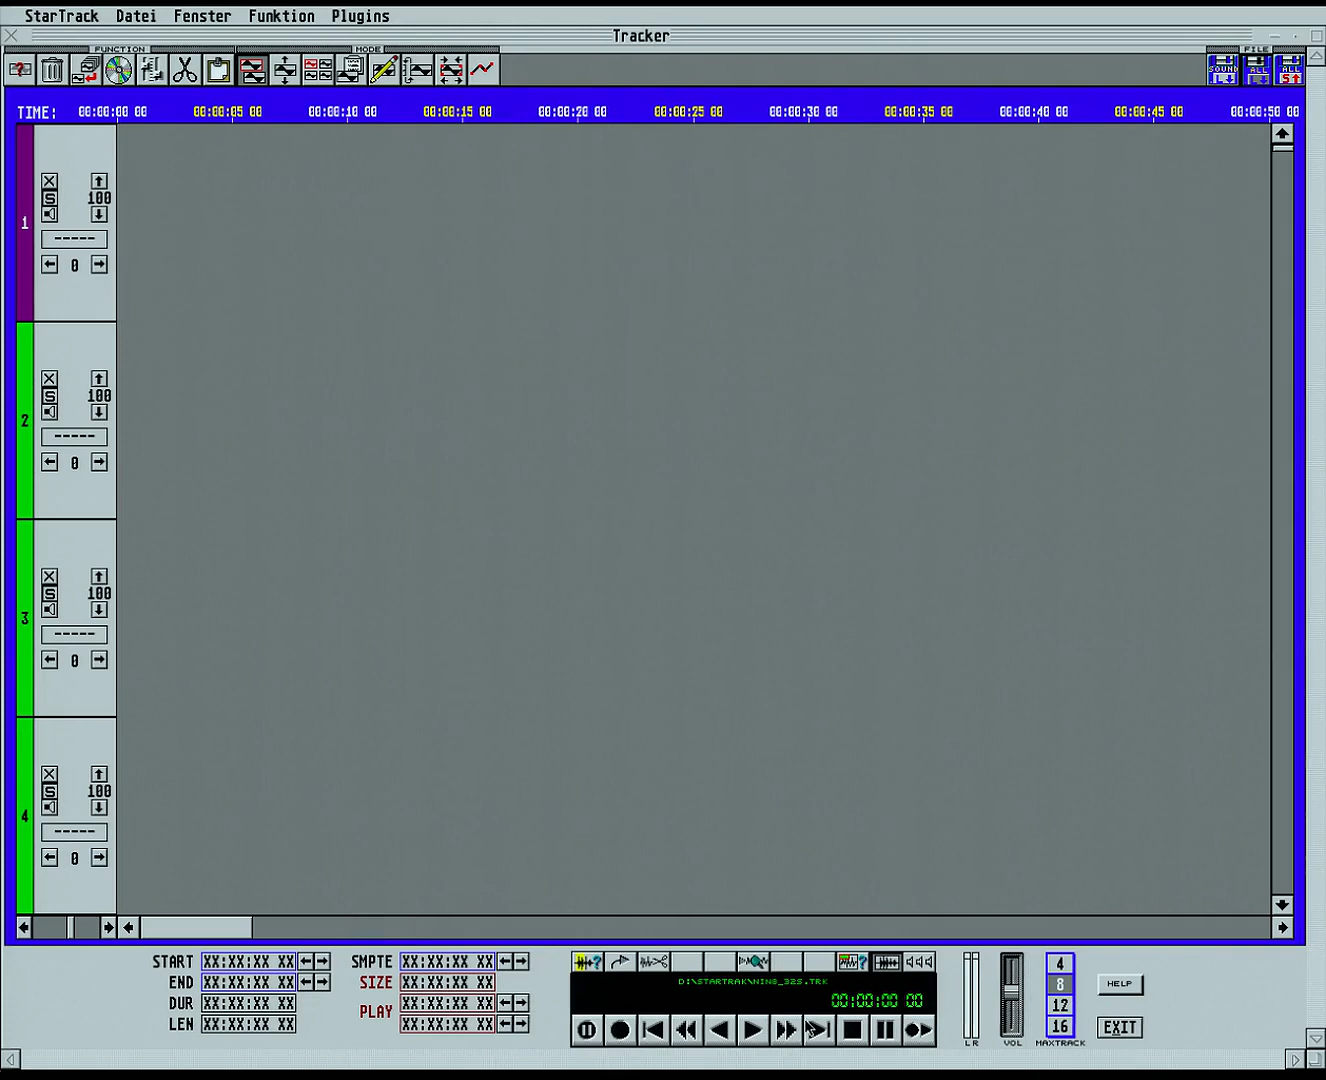 StarTrack Datei Fenster Funktion Plugins
Tracker
FUNCTION MODE FILE
SOUND L ALL L ALL S
TIME: 00:00:00 00 00:00:05 00 00:00:10 00 00:00:15 00 00:00:20 00 00:00:25 00 00:00:30 00 00:00:35 00 00:00:40 00 00:00:45 00 00:00:50 00
X
S 100
1
-----
0
X
S 100
2
-----
0
X
S 100
3
-----
0
X
S 100
4
-----
0
START XX:XX:XX XX SMPTE XX:XX:XX XX
END XX:XX:XX XX SIZE XX:XX:XX XX
DUR XX:XX:XX XX PLAY XX:XX:XX XX
LEN XX:XX:XX XX XX:XX:XX XX
00:00:00 00
L R VOL
4
8
12
16
MAXTRACK
HELP
EXIT